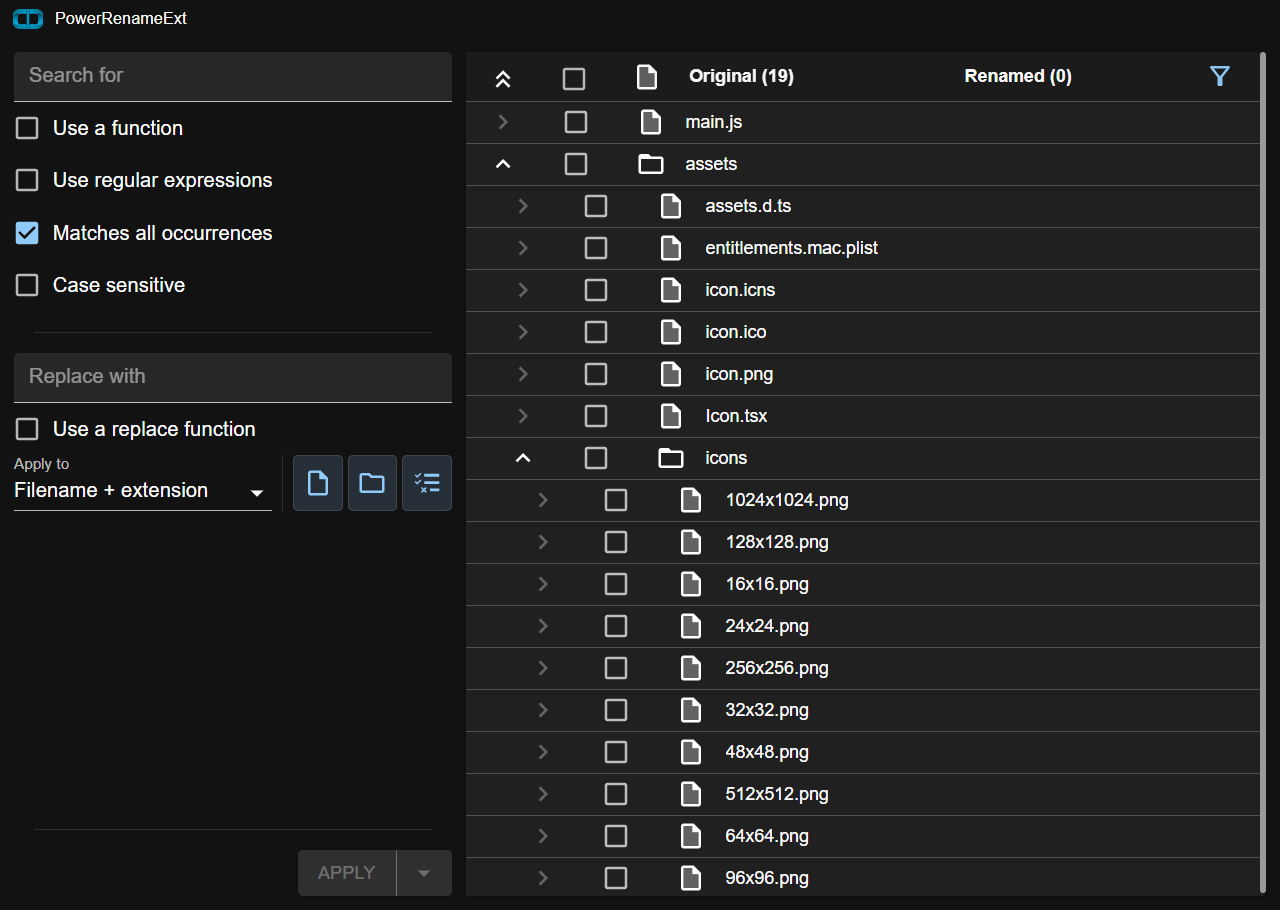 PowerRenameExt
Search for
Use a function
Use regular expressions
Matches all occurrences
Case sensitive
Replace with
Use a replace function
Apply to
Filename + extension
APPLY
Original (19) Renamed (0)
main.js
assets
assets.d.ts
entitlements.mac.plist
icon.icns
icon.ico
icon.png
Icon.tsx
icons
1024x1024.png
128x128.png
16x16.png
24x24.png
256x256.png
32x32.png
48x48.png
512x512.png
64x64.png
96x96.png